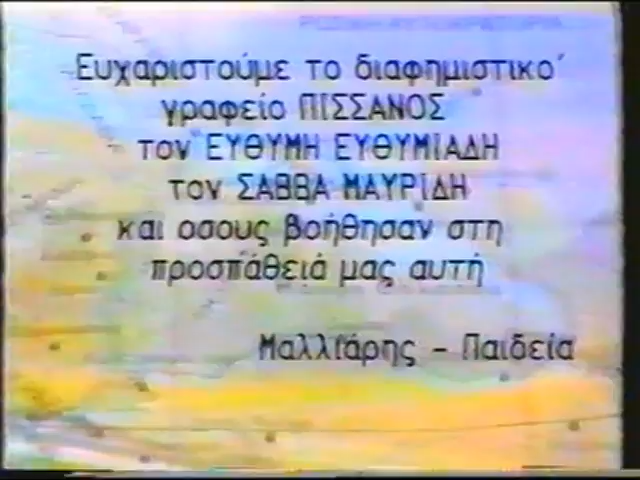 Ευχαριστούμε το διαφημιστικο'
γραφείο ΠΙΣΣΑΝΟΣ
τον ΕΥΘΥΜΗ ΕΥΘΥΜΙΑΔΗ
τον ΣΑΒΒΑ ΜΑΥΡΙΔΗ
και οσους βοήθησαν στη
προσπάθειά μας αυτή
Μαλλιάρης - Παιδεία